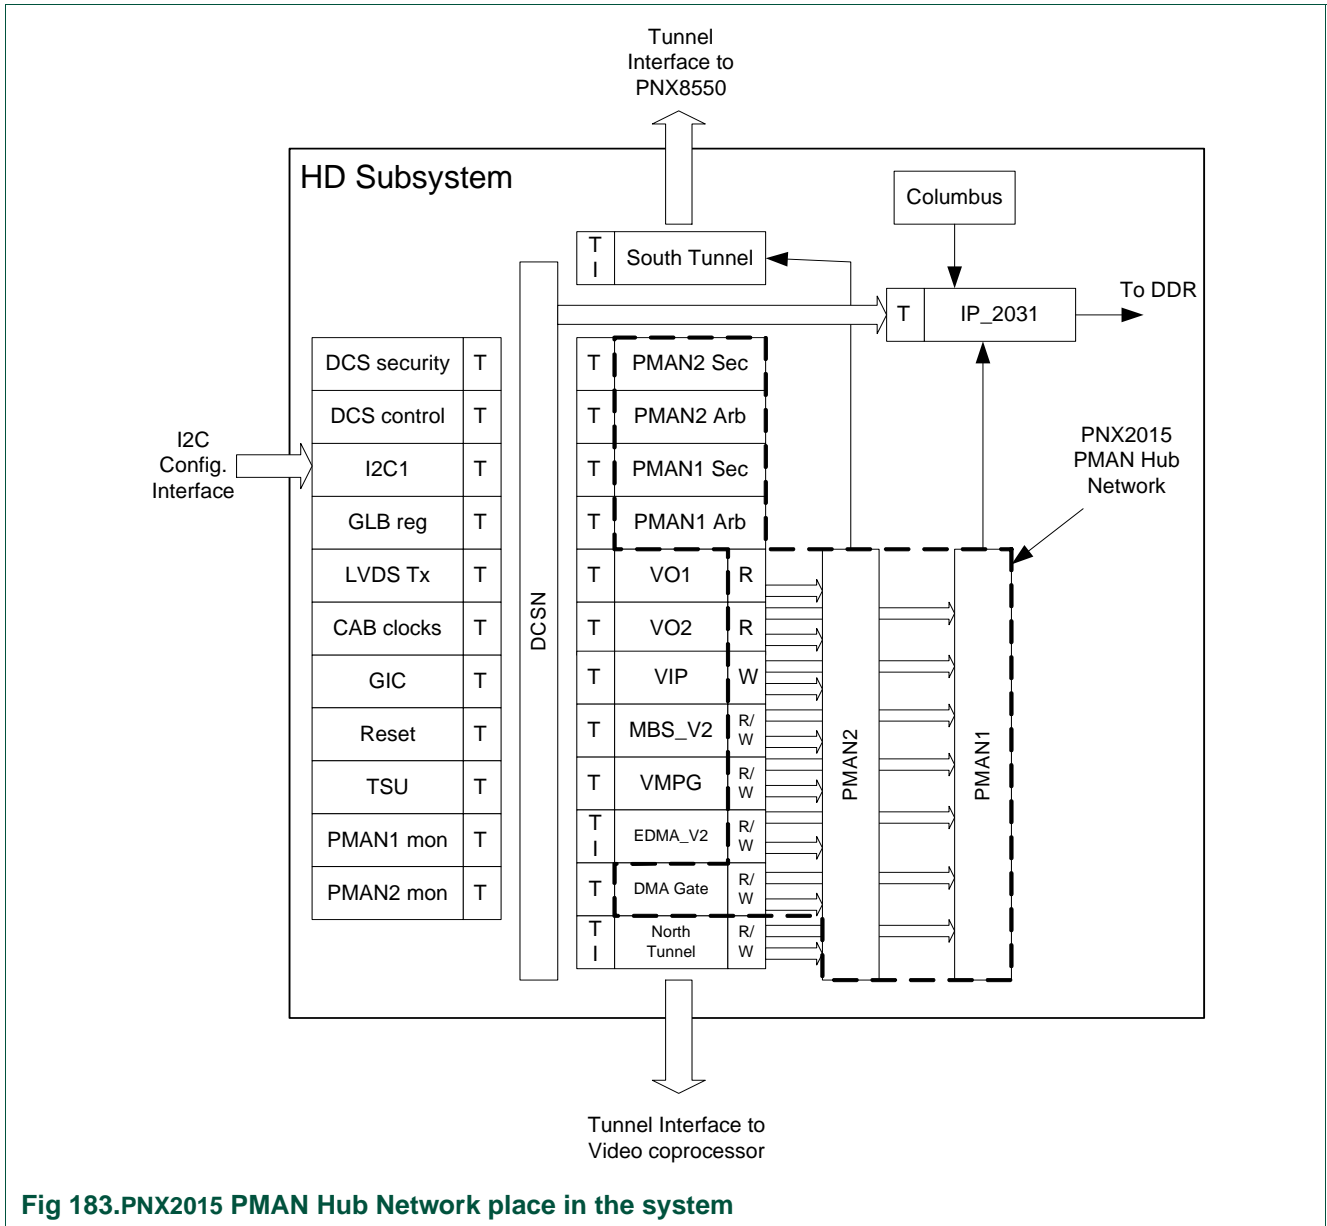 Tunnel
Interface to
PNX8550
HD Subsystem
Columbus
T
I
South Tunnel
To DDR
T
IP_2031
DCS security T
DCS control T
I2C1 T
GLB reg T
LVDS Tx T
CAB clocks T
GIC T
Reset T
TSU T
PMAN1 mon T
PMAN2 mon T
I2C
Config.
Interface
DCSN
T PMAN2 Sec
T PMAN2 Arb
T PMAN1 Sec
T PMAN1 Arb
T VO1 R
T VO2 R
T VIP W
T MBS_V2 R/
W
T VMPG R/
W
T
I
EDMA_V2
R/
W
T DMA Gate R/
W
T
I
North
Tunnel
R/
W
PMAN2
PMAN1
PNX2015
PMAN Hub
Network
Tunnel Interface to
Video coprocessor
Fig 183.PNX2015 PMAN Hub Network place in the system